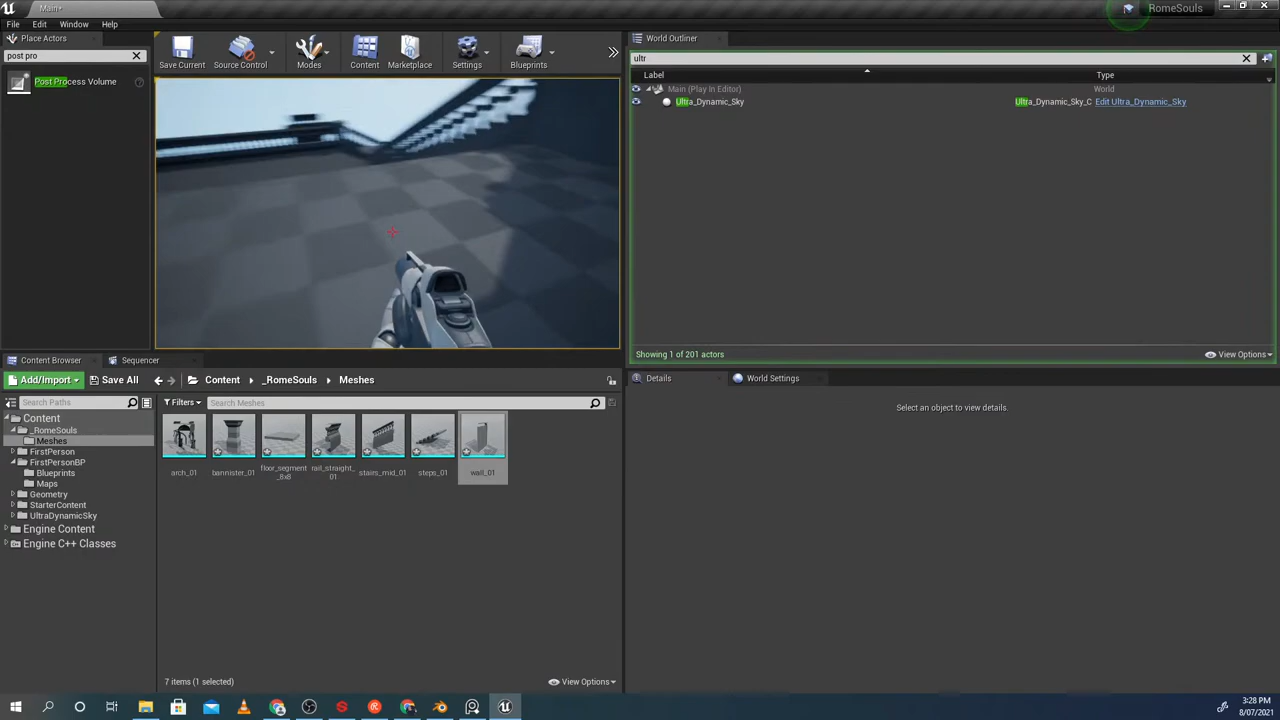 Main+
RomeSouls
File Edit Window Help
Place Actors
World Outliner
post pro
Post Process Volume
Save Current
Source Control
Modes
Content
Marketplace
Settings
Blueprints
ultr
Label
Type
Main (Play In Editor)
World
Ultra_Dynamic_Sky
Ultra_Dynamic_Sky_C
Edit Ultra_Dynamic_Sky
Showing 1 of 201 actors
View Options
Content Browser
Sequencer
Details
World Settings
Add/Import
Save All
Content
_RomeSouls
Meshes
Select an object to view details.
Search Paths
Filters
Search Meshes
Content
_RomeSouls
Meshes
FirstPerson
FirstPersonBP
Blueprints
Maps
Geometry
StarterContent
UltraDynamicSky
Engine Content
Engine C++ Classes
arch_01
bannister_01
floor_segment
_8x8
rail_straight_
01
stairs_mid_01
steps_01
wall_01
7 items (1 selected)
View Options
3:28 PM
8/07/2021